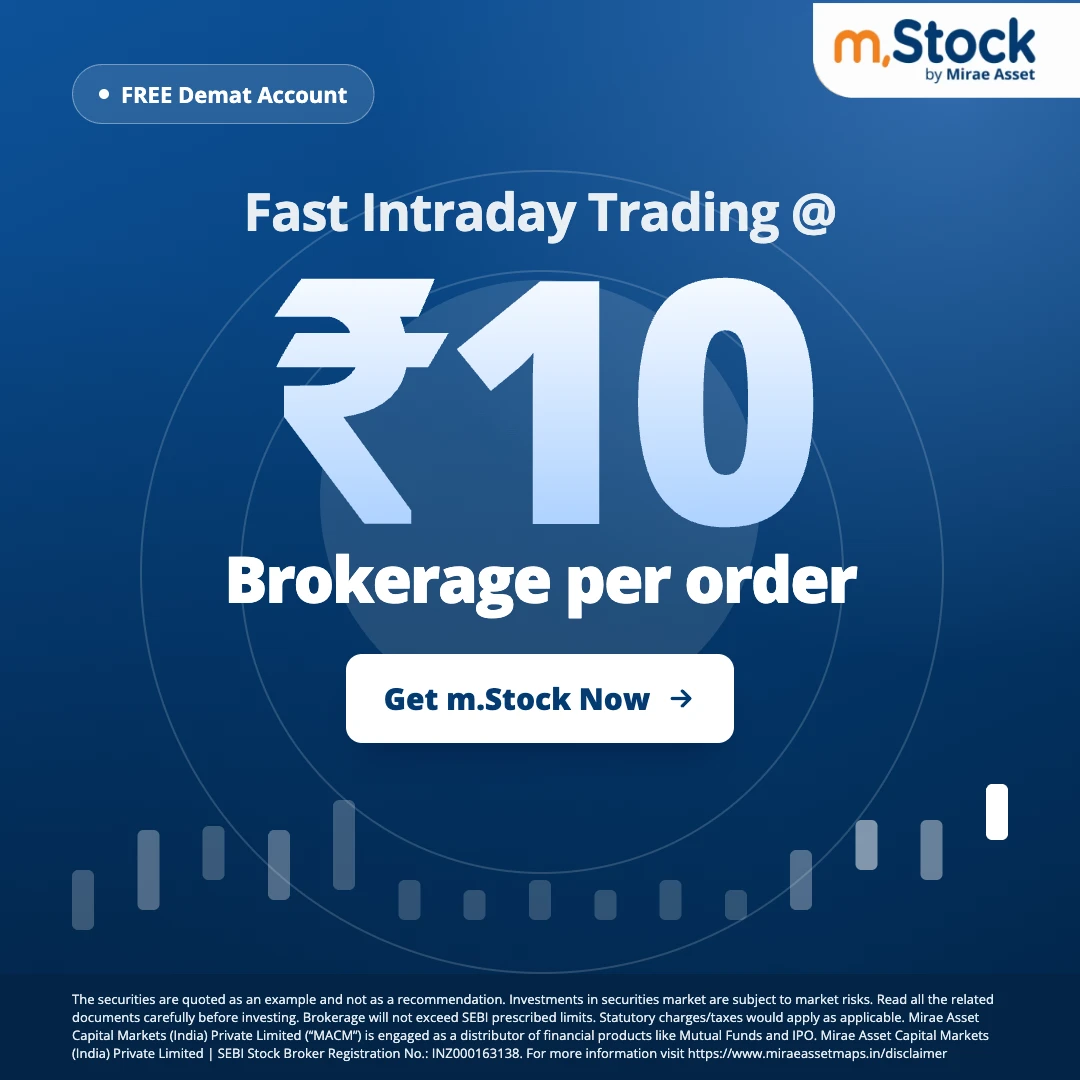 m.Stock
by Mirae Asset
FREE Demat Account
Fast Intraday Trading @
₹10
Brokerage per order
Get m.Stock Now →
The securities are quoted as an example and not as a recommendation. Investments in securities market are subject to market risks. Read all the related
documents carefully before investing. Brokerage will not exceed SEBI prescribed limits. Statutory charges/taxes would apply as applicable. Mirae Asset
Capital Markets (India) Private Limited (“MACM”) is engaged as a distributor of financial products like Mutual Funds and IPO. Mirae Asset Capital Markets
(India) Private Limited | SEBI Stock Broker Registration No.: INZ000163138. For more information visit https://www.miraeassetmaps.in/disclaimer